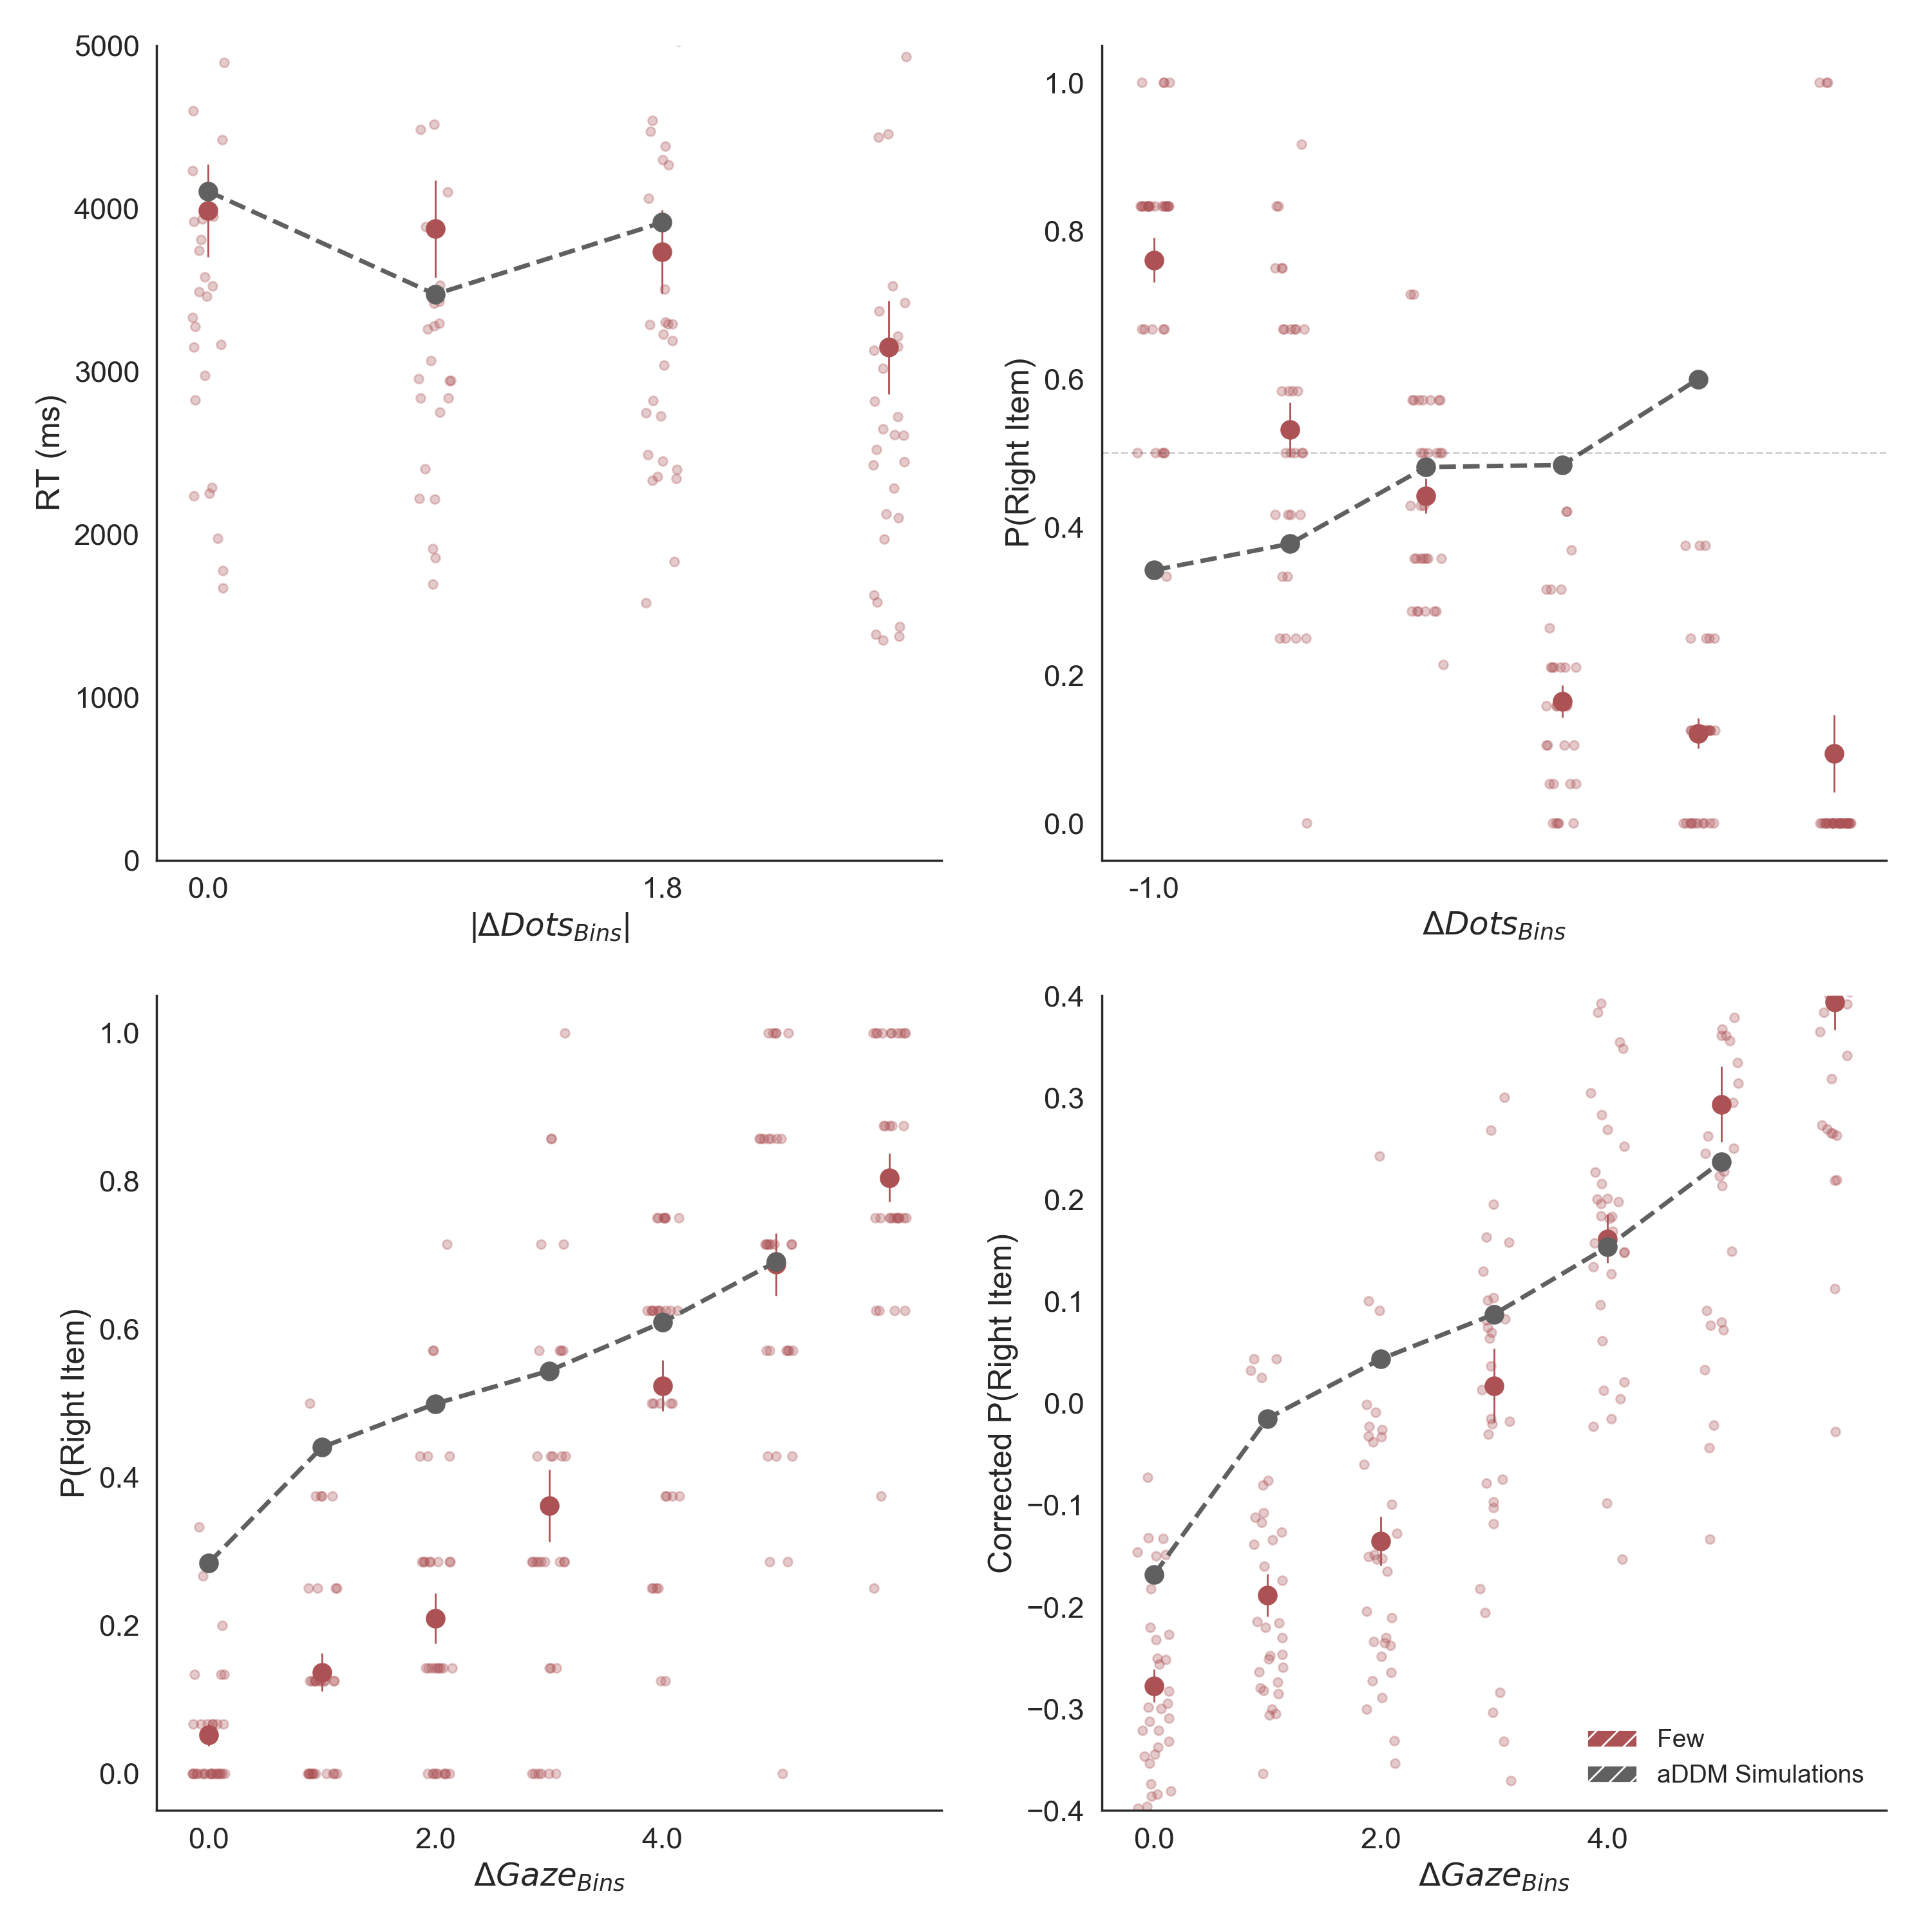 5000
4000
3000
2000
1000
0
RT (ms)
0.0 1.8
|ΔDots_Bins|
1.0
0.8
0.6
0.4
0.2
0.0
P(Right Item)
-1.0
ΔDots_Bins
1.0
0.8
0.6
0.4
0.2
0.0
P(Right Item)
0.0 2.0 4.0
ΔGaze_Bins
0.4
0.3
0.2
0.1
0.0
−0.1
−0.2
−0.3
−0.4
Corrected P(Right Item)
Few
aDDM Simulations
0.0 2.0 4.0
ΔGaze_Bins